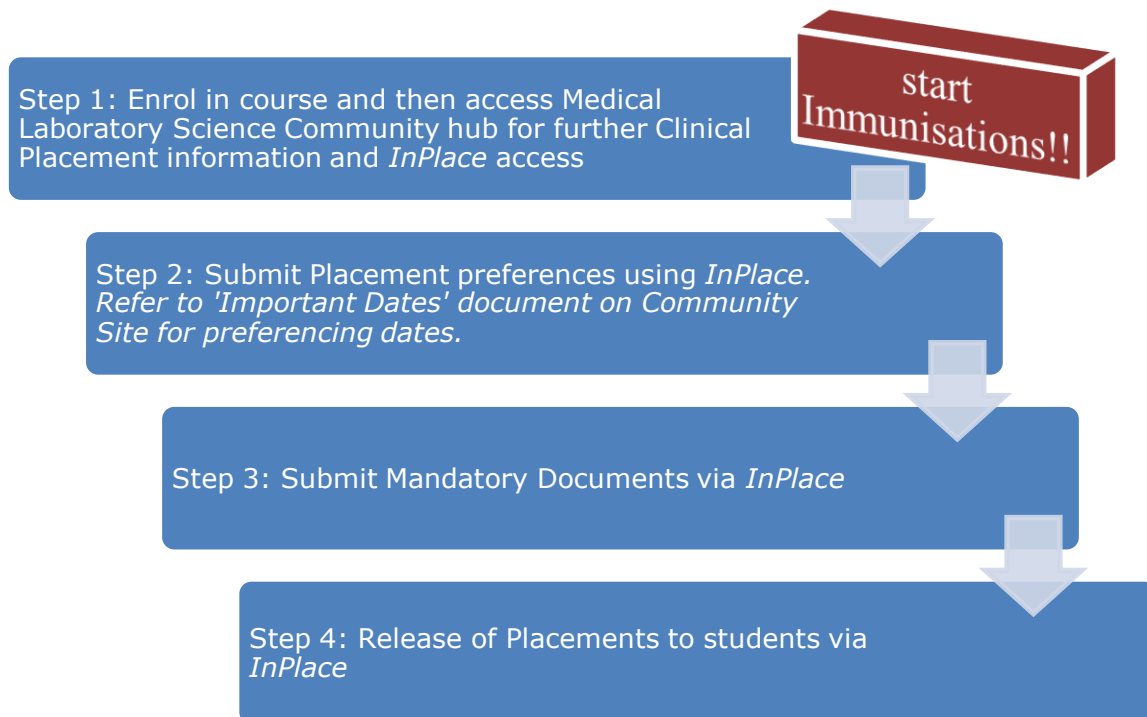 start
Immunisations!!
Step 1: Enrol in course and then access Medical
Laboratory Science Community hub for further Clinical
Placement information and InPlace access
Step 2: Submit Placement preferences using InPlace.
Refer to 'Important Dates' document on Community
Site for preferencing dates.
Step 3: Submit Mandatory Documents via InPlace
Step 4: Release of Placements to students via
InPlace